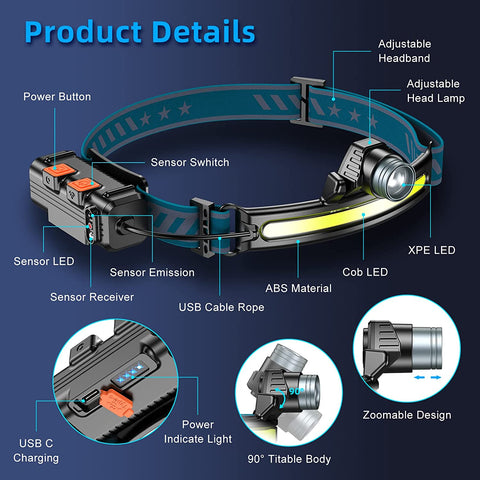 Product Details
Adjustable
Headband
Adjustable
Head Lamp
Power Button
Sensor Swhitch
XPE LED
Sensor LED
Sensor Emission
Cob LED
Sensor Receiver
ABS Material
USB Cable Rope
90°
Zoomable Design
USB C
Charging
Power
Indicate Light
90° Titable Body